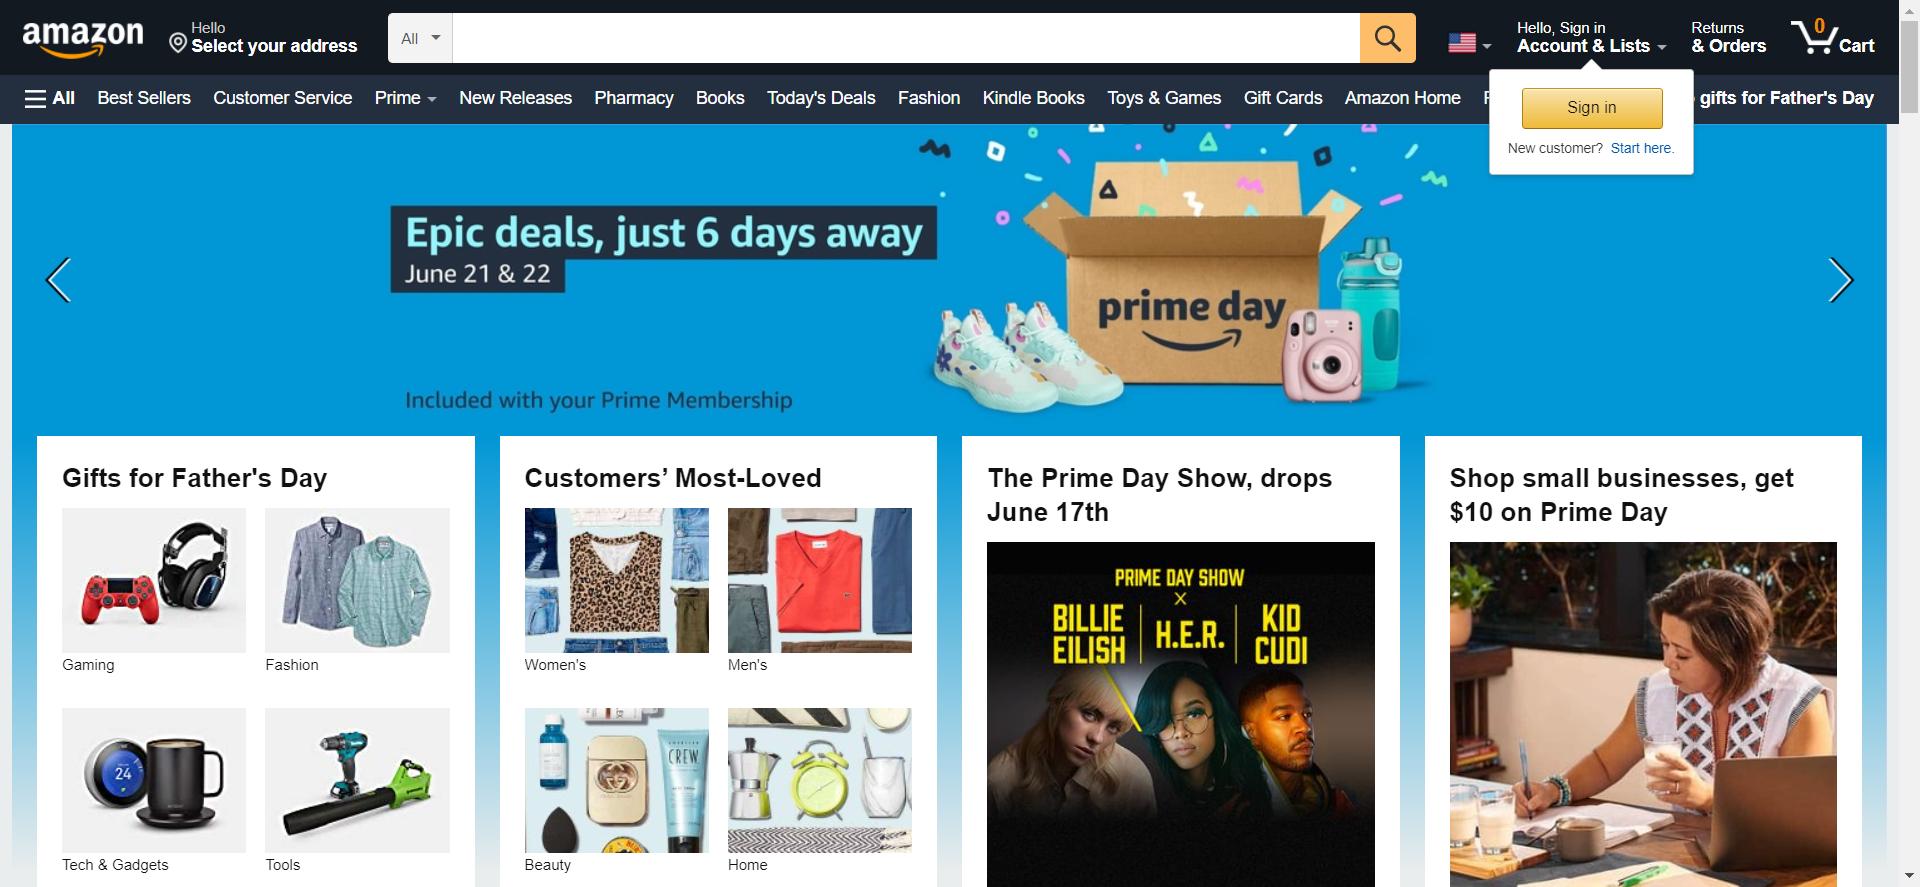 amazon
Hello
Select your address
All
Hello, Sign in
Account & Lists
Returns
& Orders
0
Cart
All
Best Sellers
Customer Service
Prime
New Releases
Pharmacy
Books
Today's Deals
Fashion
Kindle Books
Toys & Games
Gift Cards
Amazon Home
gifts for Father's Day
Sign in
New customer? Start here.
Epic deals, just 6 days away
June 21 & 22
prime day
Included with your Prime Membership
Gifts for Father's Day
Gaming
Fashion
24
Tech & Gadgets
Tools
Customers’ Most-Loved
Women's
Men's
CREW
Beauty
Home
The Prime Day Show, drops
June 17th
PRIME DAY SHOW
X
BILLIE
EILISH
H.E.R.
KID
CUDI
Shop small businesses, get
$10 on Prime Day